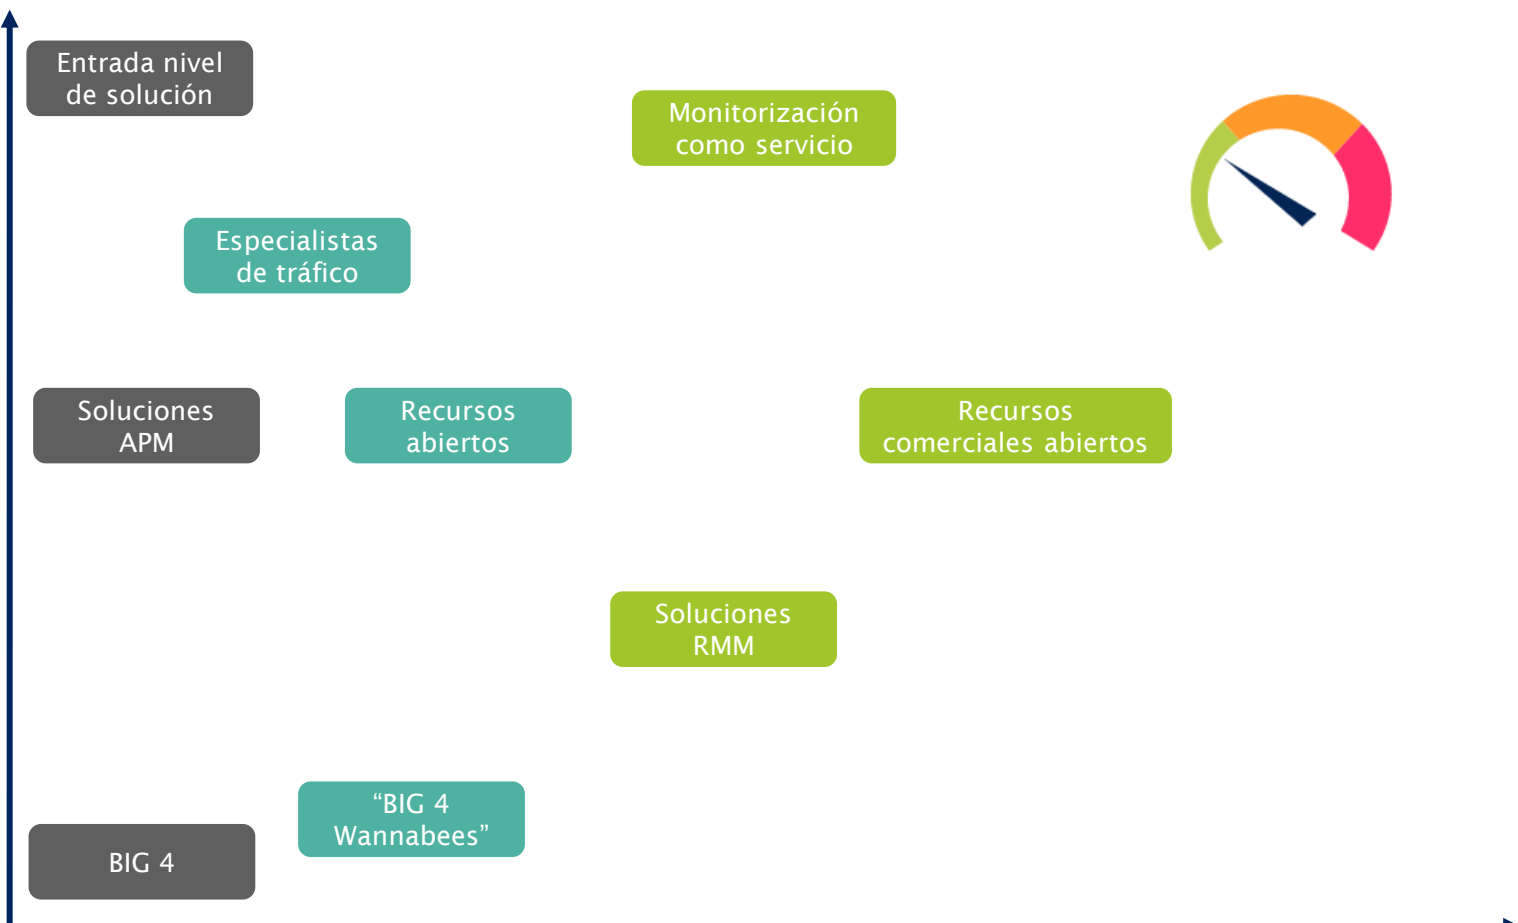 Entrada nivel
de solución
Monitorización
como servicio
Especialistas
de tráfico
Soluciones
APM
Recursos
abiertos
Recursos
comerciales abiertos
Soluciones
RMM
“BIG 4
Wannabees”
BIG 4